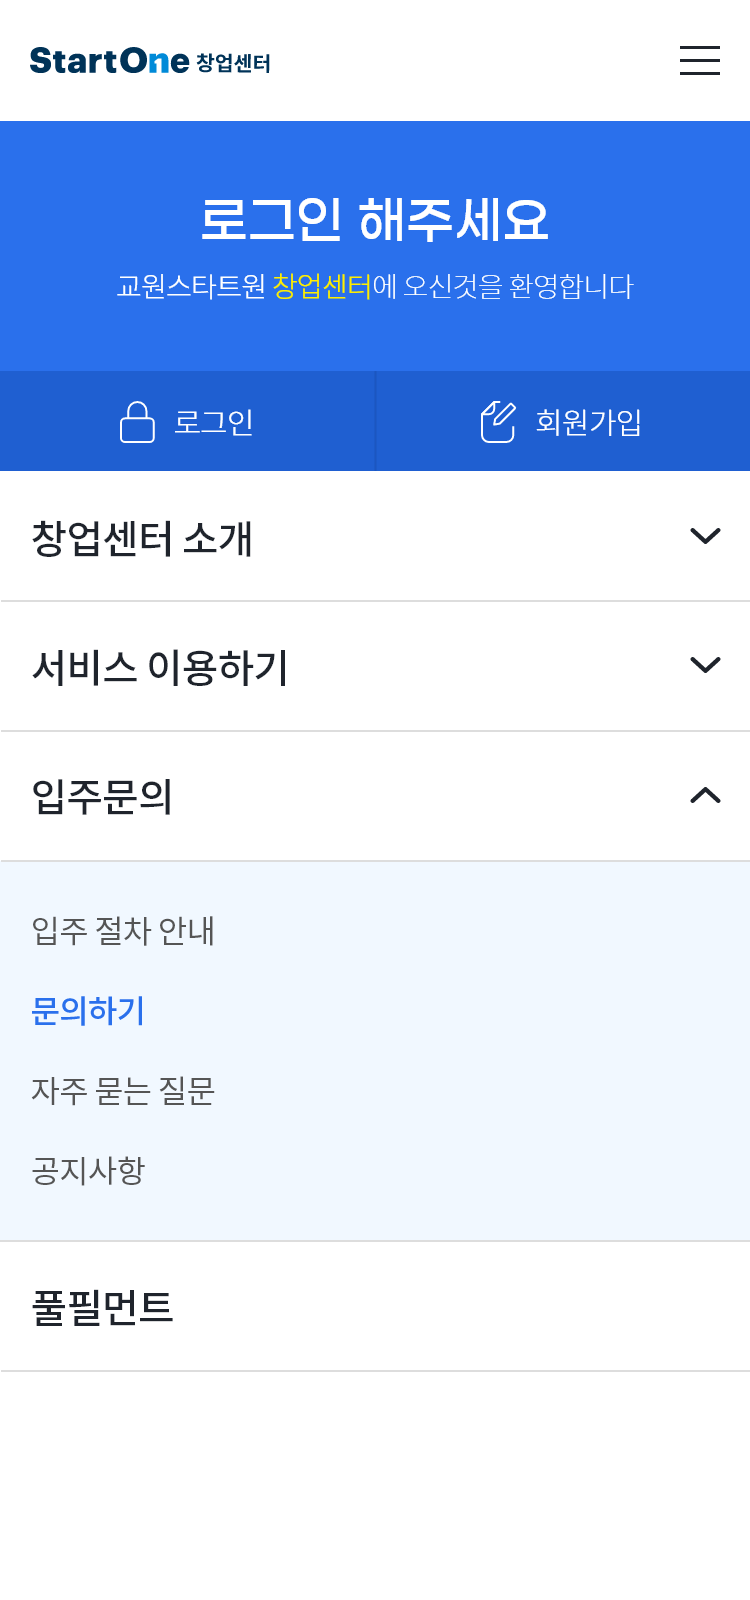 StartOne 창업센터
로그인 해주세요
교원스타트원 창업센터에 오신것을 환영합니다
로그인
회원가입
창업센터 소개
서비스 이용하기
입주문의
입주 절차 안내
문의하기
자주 묻는 질문
공지사항
풀필먼트